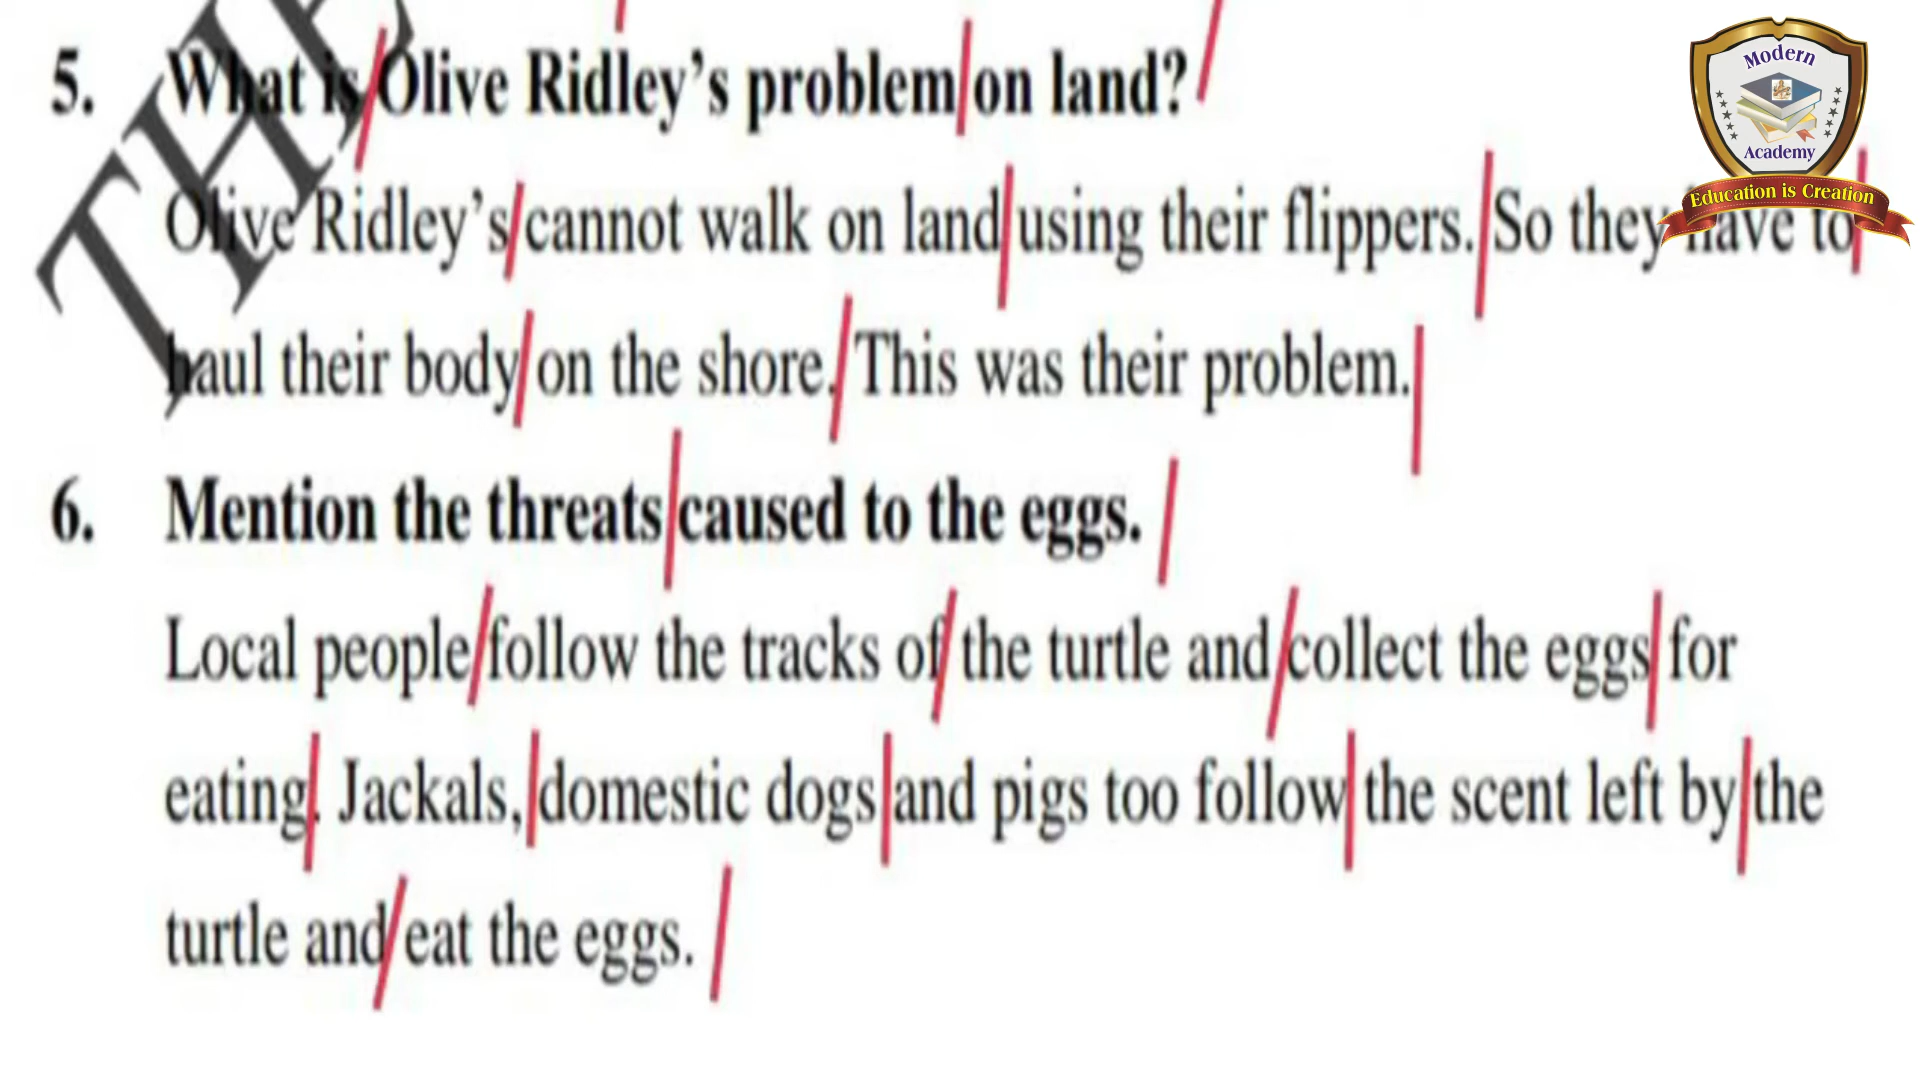 THE
5. What is Olive Ridley's problem on land?
Modern
Academy
Education is Creation
Olive Ridley's cannot walk on land using their flippers. So they have to
haul their body on the shore. This was their problem.
6. Mention the threats caused to the eggs.
Local people follow the tracks of the turtle and collect the eggs for
eating. Jackals, domestic dogs and pigs too follow the scent left by the
turtle and eat the eggs.